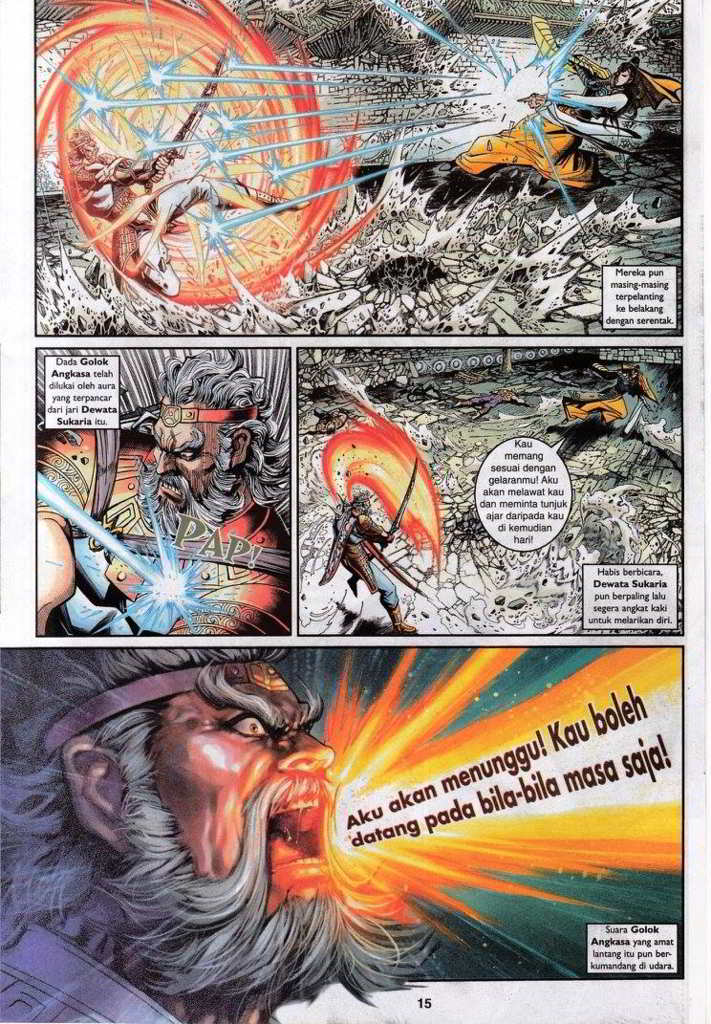 Mereka pun
masing-masing
terpelanting
ke belakang
dengan serentak.
Dada Golok
Angkasa telah
dilukai oleh aura
yang terpancar
dari jari Dewata
Sukaria itu.
PAP!
Kau
memang
sesuai dengan
gelaranmu! Aku
akan melawat kau
dan meminta tunjuk
ajar daripada kau
di kemudian
hari!
Habis berbicara,
Dewata Sukaria
pun berpaling lalu
segera angkat kaki
untuk melarikan diri.
Aku akan menunggu! Kau boleh
datang pada bila-bila masa saja!
Suara Golok
Angkasa yang amat
lantang itu pun ber-
kumandang di udara.
15